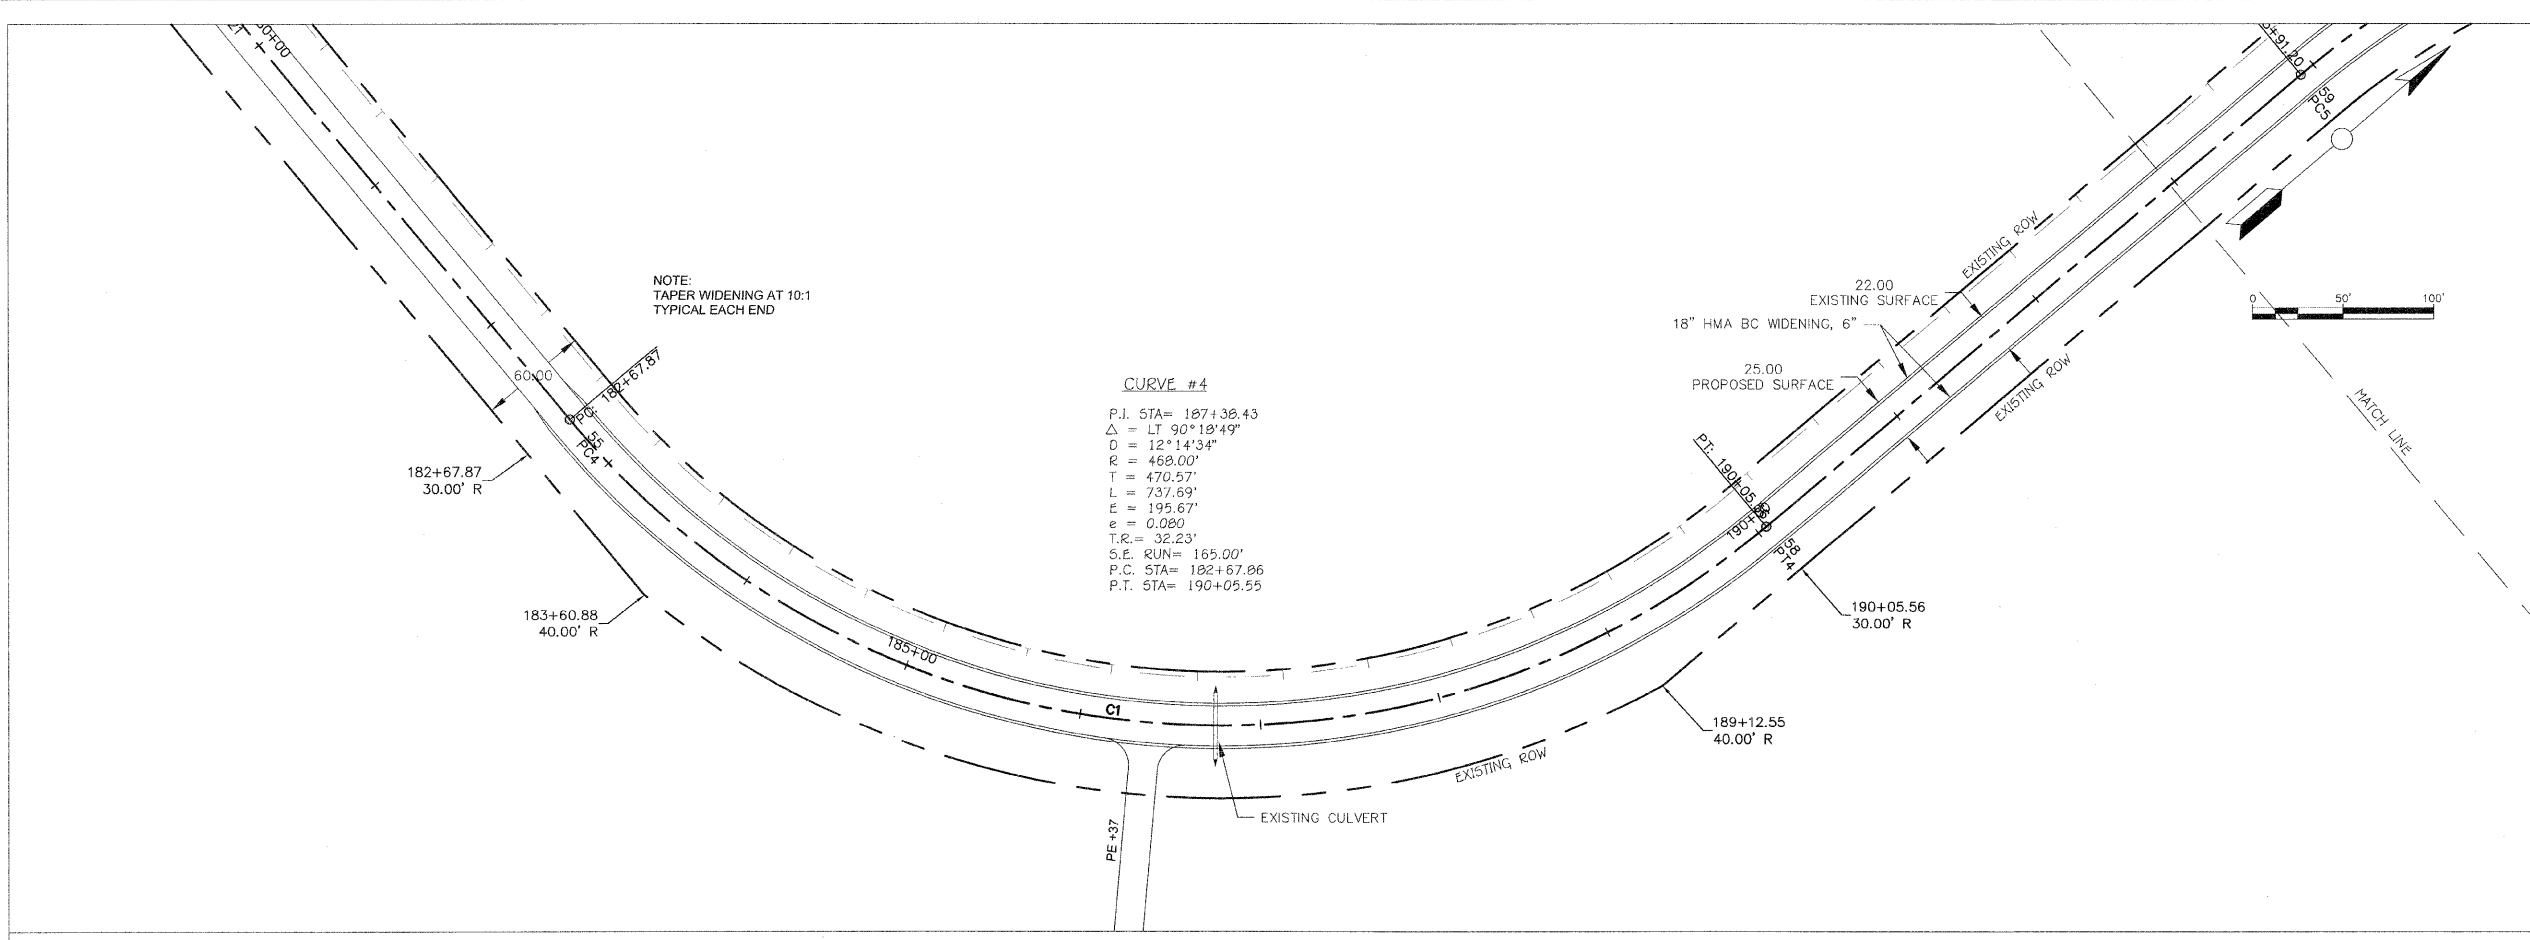 NOTE:
TAPER WIDENING AT 10:1
TYPICAL EACH END
60.00
PC: 182+67.87
55
PC4
182+67.87
30.00' R
183+60.88
40.00' R
CURVE #4
P.I. STA= 187+38.43
Δ = LT 90°18'49"
D = 12°14'34"
R = 468.00'
T = 470.57'
L = 737.69'
E = 195.67'
e = 0.080
T.R.= 32.23'
S.E. RUN= 165.00'
P.C. STA= 182+67.86
P.T. STA= 190+05.55
185+00
C1
PE +37
EXISTING CULVERT
EXISTING ROW
189+12.55
40.00' R
190+05.56
30.00' R
58
PT4
EXISTING ROW
22.00
EXISTING SURFACE
18" HMA BC WIDENING, 6"
25.00
PROPOSED SURFACE
EXISTING ROW
+91.20
59
PC5
0 50' 100'
MATCH LINE